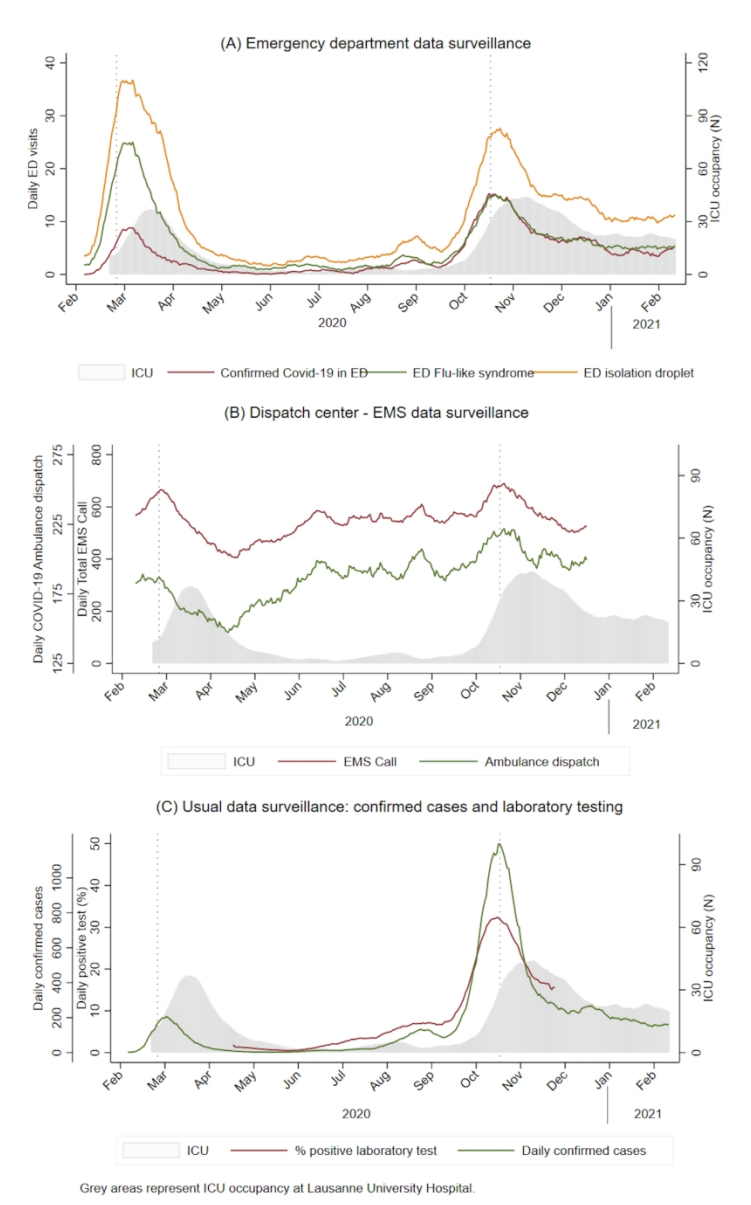 (A) Emergency department data surveillance
Daily ED visits
40
30
20
10
0
ICU occupancy (N)
120
90
60
30
0
Feb Mar Apr May Jun Jul Aug Sep Oct Nov Dec Jan Feb
2020 2021
ICU Confirmed Covid-19 in ED ED Flu-like syndrome ED isolation droplet
(B) Dispatch center - EMS data surveillance
Daily COVID-19 Ambulance dispatch
275
225
175
125
Daily Total EMS Call
800
600
400
200
0
ICU occupancy (N)
90
60
30
0
Feb Mar Apr May Jun Jul Aug Sep Oct Nov Dec Jan Feb
2020 2021
ICU EMS Call Ambulance dispatch
(C) Usual data surveillance: confirmed cases and laboratory testing
Daily confirmed cases
1000
800
600
400
200
0
Daily positive test (%)
50
40
30
20
10
0
ICU occupancy (N)
90
60
30
0
Feb Mar Apr May Jun Jul Aug Sep Oct Nov Dec Jan Feb
2020 2021
ICU % positive laboratory test Daily confirmed cases
Grey areas represent ICU occupancy at Lausanne University Hospital.